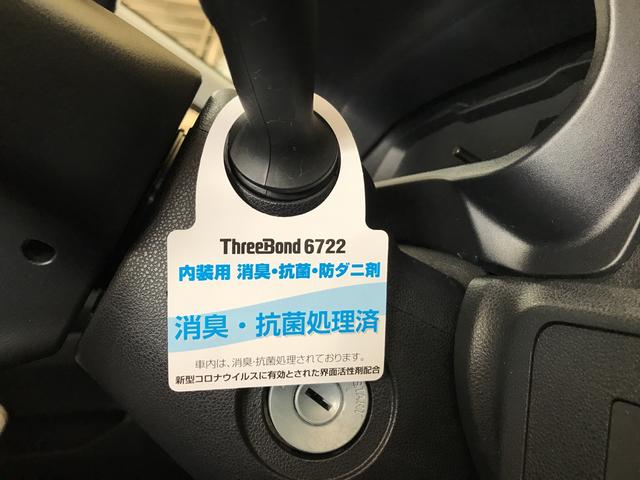 ThreeBond 6722
内装用 消臭・抗菌・防ダニ剤
消臭・抗菌処理済
車内は、消臭・抗菌処理されております。
新型コロナウイルスに有効とされた界面活性剤配合